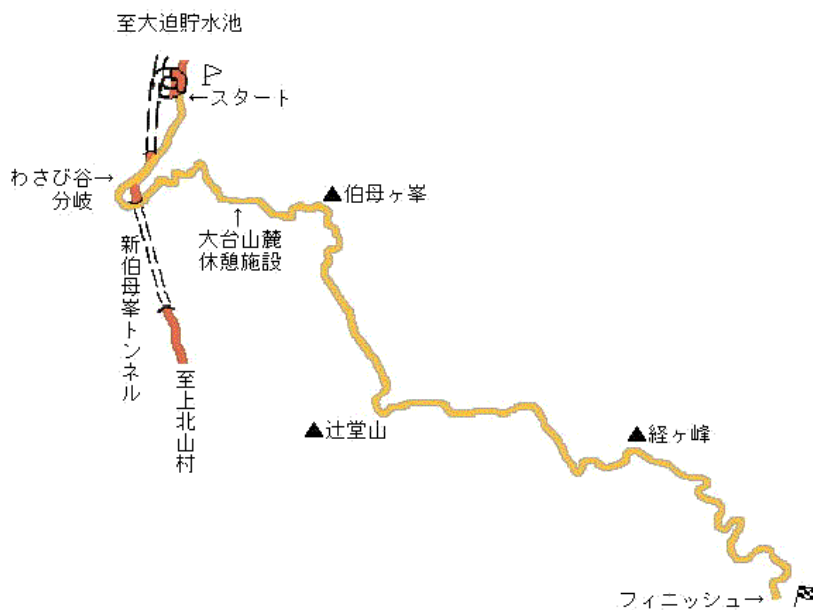 至大迫貯水池
←スタート
わさび谷→
分岐
▲伯母ヶ峯
↑
大台山麓
休憩施設
新伯母峯トンネル
至上北山村
▲辻堂山
▲経ヶ峰
フィニッシュ→